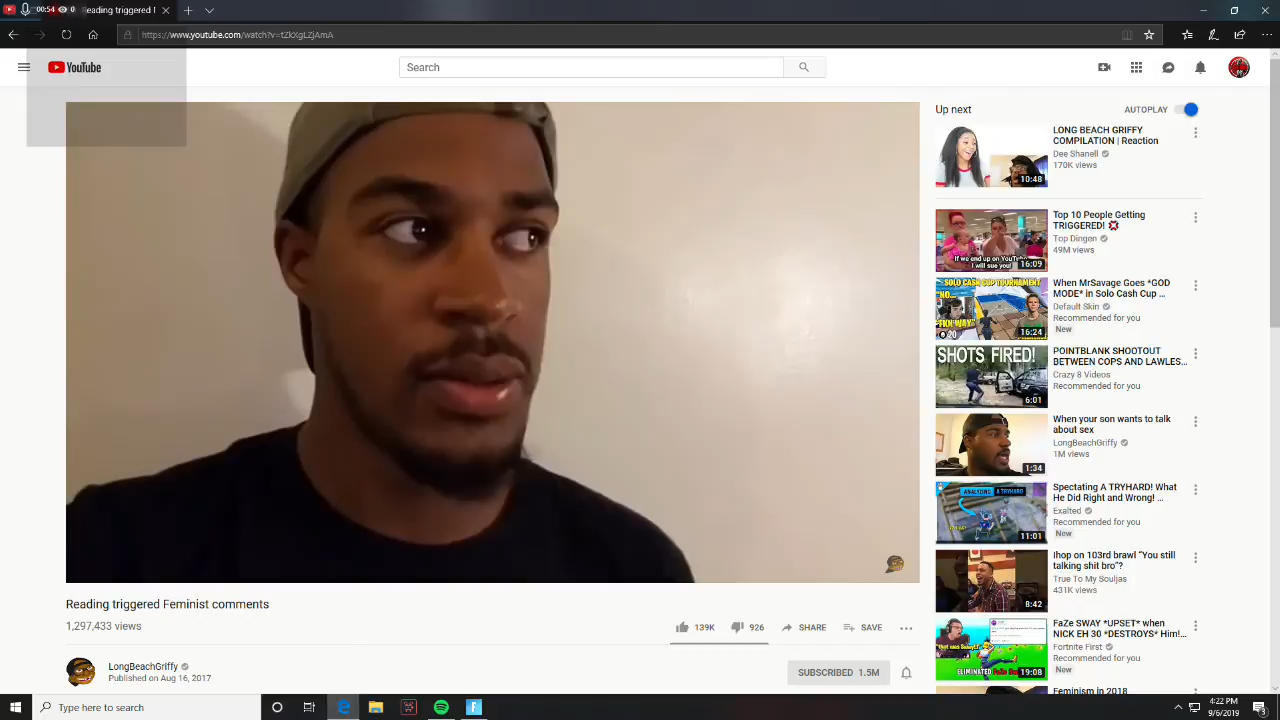 00:54
Reading triggered F
https://www.youtube.com/watch?v=tZkXgLZjAmA
YouTube
Search
Reading triggered Feminist comments
1,297,433 views
139K
926
SHARE
SAVE
LongBeachGriffy
Published on Aug 16, 2017
SUBSCRIBED 1.5M
Up next
AUTOPLAY
10:48
LONG BEACH GRIFFY
COMPILATION | Reaction
Dee Shanell
170K views
If we end up on YouTube
I will sue you!
16:09
Top 10 People Getting
TRIGGERED!
Top Dingen
49M views
SOLO CASH CUP TOURNAMENT
16:24
When MrSavage Goes *GOD
MODE* in Solo Cash Cup ...
Default Skin
Recommended for you
New
SHOTS FIRED!
6:01
POINTBLANK SHOOTOUT
BETWEEN COPS AND LAWLES...
Crazy 8 Videos
Recommended for you
1:34
When your son wants to talk
about sex
LongBeachGriffy
1M views
ANALYZING A TRYHARD!
11:01
Spectating A TRYHARD! What
He Did Right and Wrong! ...
Exalted
Recommended for you
New
8:42
Ihop on 103rd brawl “You still
talking shit bro”?
True To My Souljas
431K views
ELIMINATED
19:08
FaZe SWAY *UPSET* when
NICK EH 30 *DESTROYS* Him!...
Fortnite First
Recommended for you
New
Feminism in 2018
Type here to search
4:22 PM
9/6/2019